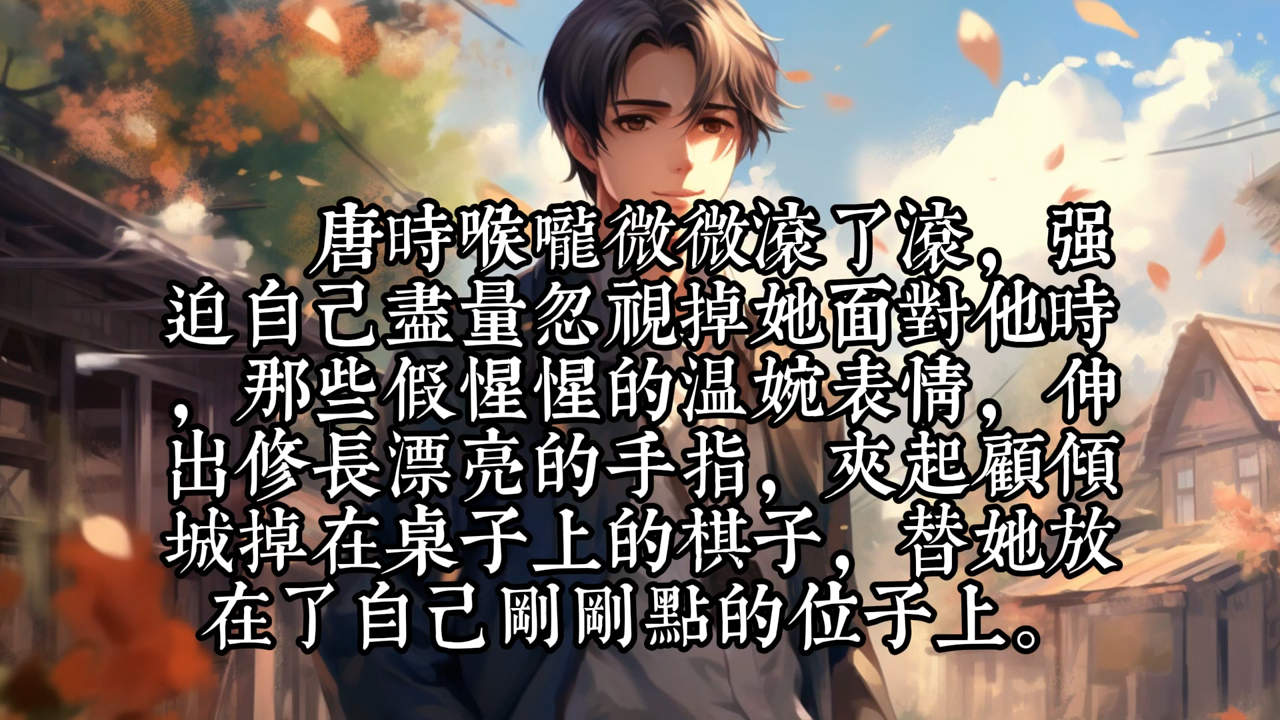 唐時喉嚨微微滾了滾，强
迫自己盡量忽視掉她面對他時
，那些假惺惺的温婉表情，伸
出修長漂亮的手指，夾起顧傾
城掉在桌子上的棋子，替她放
在了自己剛剛點的位子上。